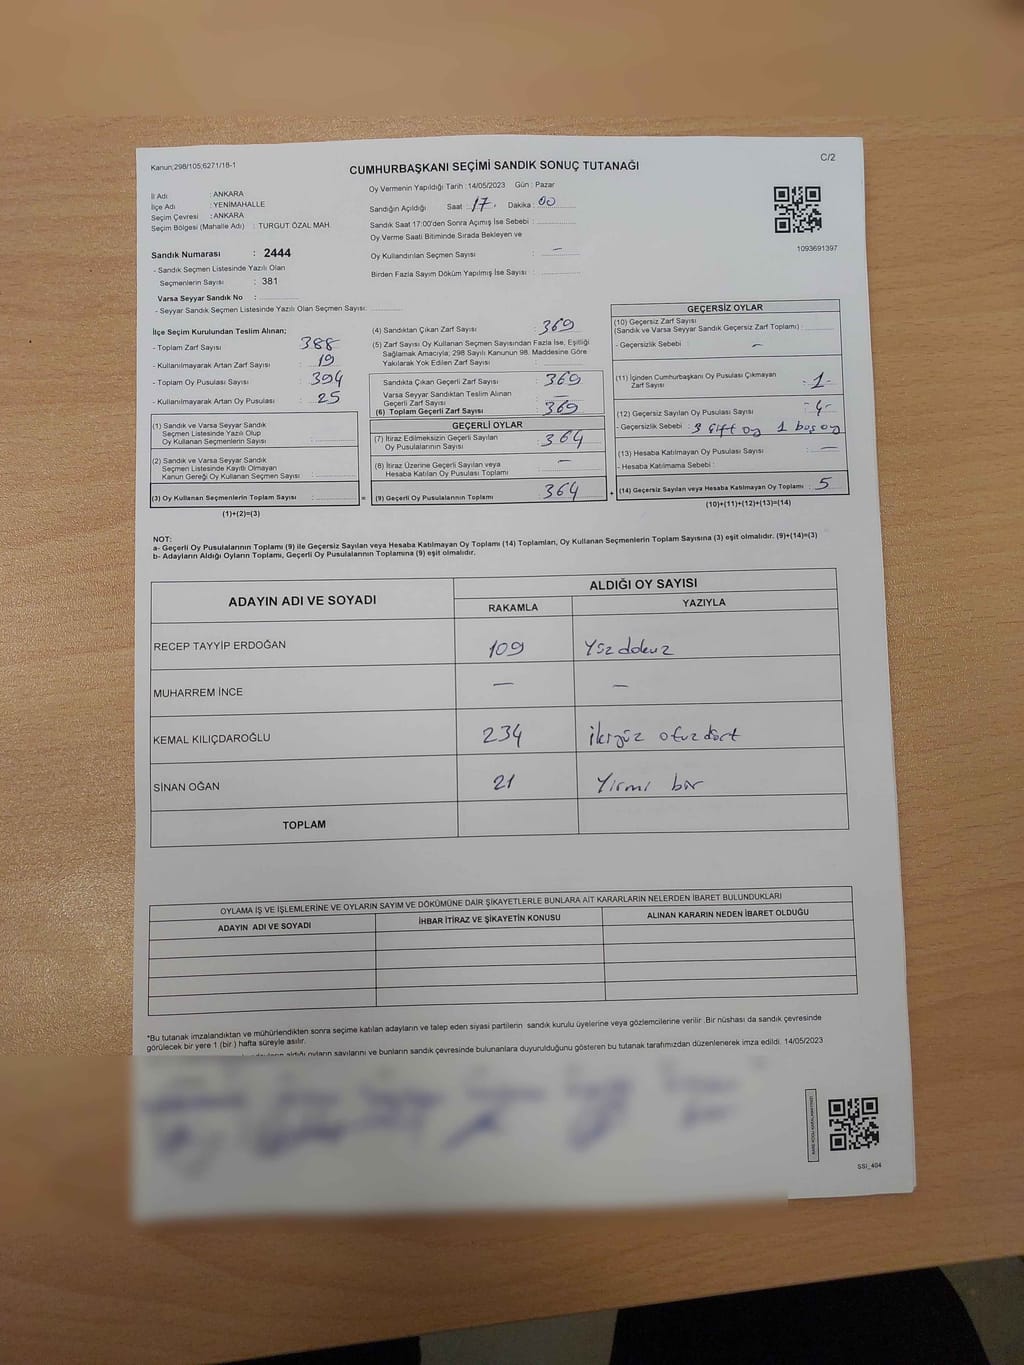 Kanun;298/105;6271/18-1
CUMHURBAŞKANI SEÇİMİ SANDIK SONUÇ TUTANAĞI
C/2
İl Adı : ANKARA
İlçe Adı : YENİMAHALLE
Seçim Çevresi : ANKARA
Seçim Bölgesi (Mahalle Adı) : TURGUT ÖZAL MAH.
Oy Vermenin Yapıldığı Tarih : 14/05/2023 Gün : Pazar
Sandığın Açıldığı Saat : 17. Dakika : 00
Sandık Saat 17:00'den Sonra Açımış İse Sebebi :
Oy Verme Saati Bitiminde Sırada Bekleyen ve
Oy Kullandırılan Seçmen Sayısı : —
Birden Fazla Sayım Döküm Yapılmış İse Sayısı :
1093691397
Sandık Numarası : 2444
- Sandık Seçmen Listesinde Yazılı Olan
Seçmenlerin Sayısı : 381
Varsa Seyyar Sandık No :
- Seyyar Sandık Seçmen Listesinde Yazılı Olan Seçmen Sayısı:
İlçe Seçim Kurulundan Teslim Alınan;
- Toplam Zarf Sayısı : 388
- Kullanılmayarak Artan Zarf Sayısı : 19
- Toplam Oy Pusulası Sayısı : 394
- Kullanılmayarak Artan Oy Pusulası : 25
(1) Sandık ve Varsa Seyyar Sandık
Seçmen Listesinde Yazılı Olup
Oy Kullanan Seçmenlerin Sayısı :
(2) Sandık ve Varsa Seyyar Sandık
Seçmen Listesinde Kayıtlı Olmayan
Kanun Gereği Oy Kullanan Seçmen Sayısı :
(3) Oy Kullanan Seçmenlerin Toplam Sayısı : =
(1)+(2)=(3)
(4) Sandıktan Çıkan Zarf Sayısı : 369
(5) Zarf Sayısı Oy Kullanan Seçmen Sayısından Fazla İse, Eşitliği
Sağlamak Amacıyla; 298 Sayılı Kanunun 98. Maddesine Göre
Yakılarak Yok Edilen Zarf Sayısı :
Sandıkta Çıkan Geçerli Zarf Sayısı : 369
Varsa Seyyar Sandıktan Teslim Alınan
Geçerli Zarf Sayısı : —
(6) Toplam Geçerli Zarf Sayısı : 369
GEÇERLİ OYLAR
(7) İtiraz Edilmeksizin Geçerli Sayılan
Oy Pusulalarının Sayısı : 364
(8) İtiraz Üzerine Geçerli Sayılan veya
Hesaba Katılan Oy Pusulası Toplamı : —
(9) Geçerli Oy Pusulalarının Toplamı : 364 +
GEÇERSİZ OYLAR
(10) Geçersiz Zarf Sayısı
(Sandık ve Varsa Seyyar Sandık Geçersiz Zarf Toplamı) :
- Geçersizlik Sebebi : —
(11) İçinden Cumhurbaşkanı Oy Pusulası Çıkmayan
Zarf Sayısı : -1-
(12) Geçersiz Sayılan Oy Pusulası Sayısı : -4-
- Geçersizlik Sebebi : 3 çift oy 1 boş oy
(13) Hesaba Katılmayan Oy Pusulası Sayısı : —
- Hesaba Katılmama Sebebi :
(14) Geçersiz Sayılan veya Hesaba Katılmayan Oy Toplamı : 5
(10)+(11)+(12)+(13)=(14)
NOT:
a- Geçerli Oy Pusulalarının Toplamı (9) ile Geçersiz Sayılan veya Hesaba Katılmayan Oy Toplamı (14) Toplamları, Oy Kullanan Seçmenlerin Toplam Sayısına (3) eşit olmalıdır. (9)+(14)=(3)
b- Adayların Aldığı Oyların Toplamı, Geçerli Oy Pusulalarının Toplamına (9) eşit olmalıdır.
ADAYIN ADI VE SOYADI
ALDIĞI OY SAYISI
RAKAMLA YAZIYLA
RECEP TAYYİP ERDOĞAN 109 Yüz dokuz
MUHARREM İNCE — —
KEMAL KILIÇDAROĞLU 234 ikiyüz otuz dört
SİNAN OĞAN 21 Yirmi bir
TOPLAM
OYLAMA İŞ VE İŞLEMLERİNE VE OYLARIN SAYIM VE DÖKÜMÜNE DAİR ŞİKAYETLERLE BUNLARA AİT KARARLARIN NELERDEN İBARET BULUNDUKLARI
ADAYIN ADI VE SOYADI İHBAR İTİRAZ VE ŞİKAYETİN KONUSU ALINAN KARARIN NEDEN İBARET OLDUĞU
*Bu tutanak imzalandıktan ve mühürlendikten sonra seçime katılan adayların ve talep eden siyasi partilerin sandık kurulu üyelerine veya gözlemcilerine verilir .Bir nüshası da sandık çevresinde
görülecek bir yere 1 (bir ) hafta süreyle asılır.
aldığı oyların sayılarını ve bunların sandık çevresinde bulunanlara duyurulduğunu gösteren bu tutanak tarafımızdan düzenlenerek imza edildi. 14/05/2023
SSI_404